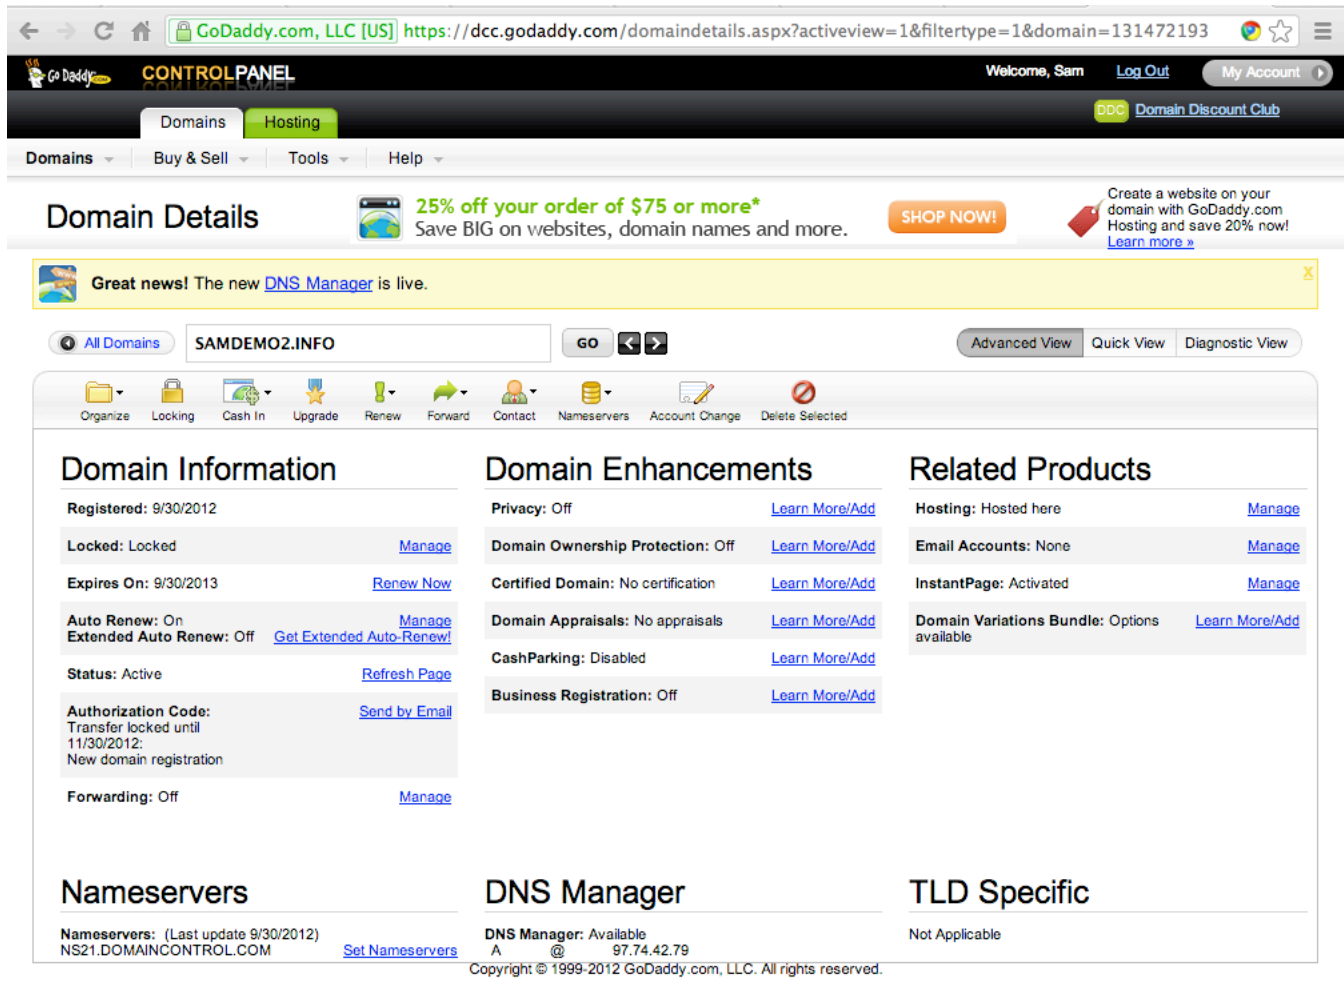 GoDaddy.com, LLC [US] https://dcc.godaddy.com/domaindetails.aspx?activeview=1&filtertype=1&domain=131472193
Go Daddy.com CONTROLPANEL Welcome, Sam Log Out My Account
Domains Hosting DDC Domain Discount Club
Domains Buy & Sell Tools Help
Domain Details
25% off your order of $75 or more*
Save BIG on websites, domain names and more.
SHOP NOW!
Create a website on your
domain with GoDaddy.com
Hosting and save 20% now!
Learn more »
Great news! The new DNS Manager is live. X
All Domains SAMDEMO2.INFO GO Advanced View Quick View Diagnostic View
Organize Locking Cash In Upgrade Renew Forward Contact Nameservers Account Change Delete Selected
Domain Information
Registered: 9/30/2012
Locked: Locked Manage
Expires On: 9/30/2013 Renew Now
Auto Renew: On Manage
Extended Auto Renew: Off Get Extended Auto-Renew!
Status: Active Refresh Page
Authorization Code: Send by Email
Transfer locked until
11/30/2012:
New domain registration
Forwarding: Off Manage
Domain Enhancements
Privacy: Off Learn More/Add
Domain Ownership Protection: Off Learn More/Add
Certified Domain: No certification Learn More/Add
Domain Appraisals: No appraisals Learn More/Add
CashParking: Disabled Learn More/Add
Business Registration: Off Learn More/Add
Related Products
Hosting: Hosted here Manage
Email Accounts: None Manage
InstantPage: Activated Manage
Domain Variations Bundle: Options Learn More/Add
available
Nameservers
Nameservers: (Last update 9/30/2012)
NS21.DOMAINCONTROL.COM Set Nameservers
DNS Manager
DNS Manager: Available
A @ 97.74.42.79
TLD Specific
Not Applicable
Copyright © 1999-2012 GoDaddy.com, LLC. All rights reserved.